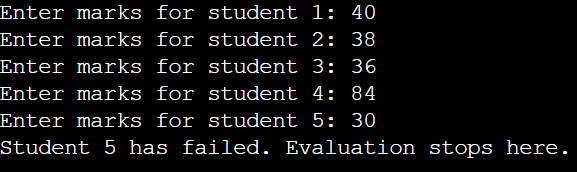 Enter marks for student 1: 40
Enter marks for student 2: 38
Enter marks for student 3: 36
Enter marks for student 4: 84
Enter marks for student 5: 30
Student 5 has failed. Evaluation stops here.